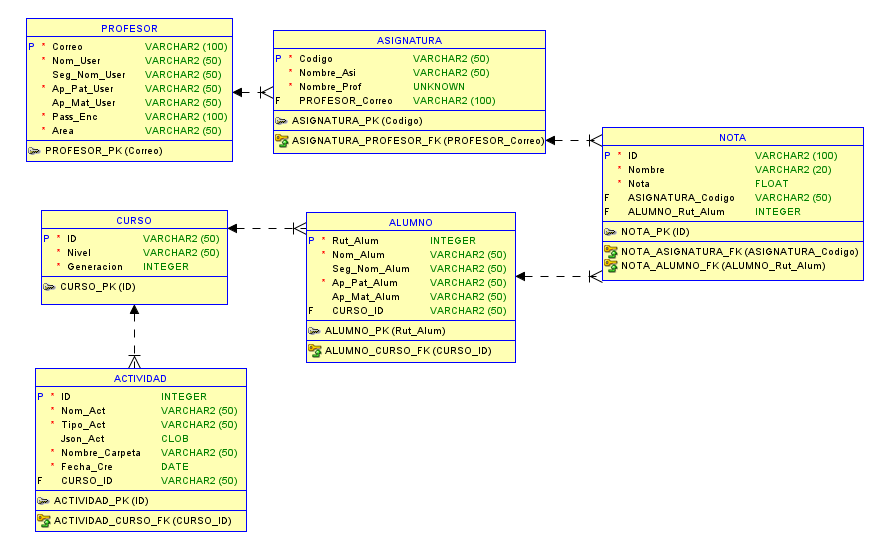 PROFESOR
P * Correo VARCHAR2 (100)
* Nom_User VARCHAR2 (50)
Seg_Nom_User VARCHAR2 (50)
* Ap_Pat_User VARCHAR2 (50)
Ap_Mat_User VARCHAR2 (50)
* Pass_Enc VARCHAR2 (100)
* Area VARCHAR2 (50)
PROFESOR_PK (Correo)
ASIGNATURA
P * Codigo VARCHAR2 (50)
* Nombre_Asi VARCHAR2 (50)
* Nombre_Prof UNKNOWN
F PROFESOR_Correo VARCHAR2 (100)
ASIGNATURA_PK (Codigo)
ASIGNATURA_PROFESOR_FK (PROFESOR_Correo)
NOTA
P * ID VARCHAR2 (100)
* Nombre VARCHAR2 (20)
* Nota FLOAT
F ASIGNATURA_Codigo VARCHAR2 (50)
F ALUMNO_Rut_Alum INTEGER
NOTA_PK (ID)
NOTA_ASIGNATURA_FK (ASIGNATURA_Codigo)
NOTA_ALUMNO_FK (ALUMNO_Rut_Alum)
CURSO
P * ID VARCHAR2 (50)
* Nivel VARCHAR2 (50)
* Generacion INTEGER
CURSO_PK (ID)
ALUMNO
P * Rut_Alum INTEGER
* Nom_Alum VARCHAR2 (50)
Seg_Nom_Alum VARCHAR2 (50)
* Ap_Pat_Alum VARCHAR2 (50)
Ap_Mat_Alum VARCHAR2 (50)
F CURSO_ID VARCHAR2 (50)
ALUMNO_PK (Rut_Alum)
ALUMNO_CURSO_FK (CURSO_ID)
ACTIVIDAD
P * ID INTEGER
* Nom_Act VARCHAR2 (50)
* Tipo_Act VARCHAR2 (50)
Json_Act CLOB
* Nombre_Carpeta VARCHAR2 (50)
* Fecha_Cre DATE
F CURSO_ID VARCHAR2 (50)
ACTIVIDAD_PK (ID)
ACTIVIDAD_CURSO_FK (CURSO_ID)